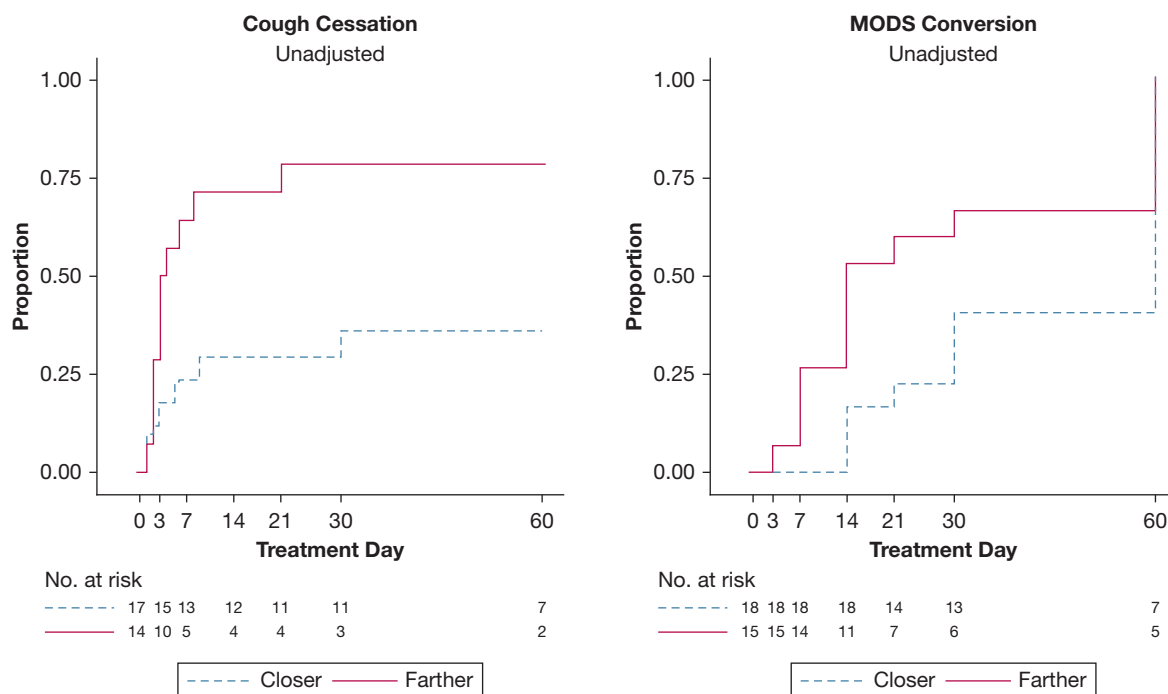 Cough Cessation
Unadjusted
1.00
0.75
0.50
0.25
0.00
Proportion
0 3 7 14 21 30 60
Treatment Day
No. at risk
17 15 13 12 11 11 7
14 10 5 4 4 3 2
Closer Farther
MODS Conversion
Unadjusted
1.00
0.75
0.50
0.25
0.00
Proportion
0 3 7 14 21 30 60
Treatment Day
No. at risk
18 18 18 18 14 13 7
15 15 14 11 7 6 5
Closer Farther